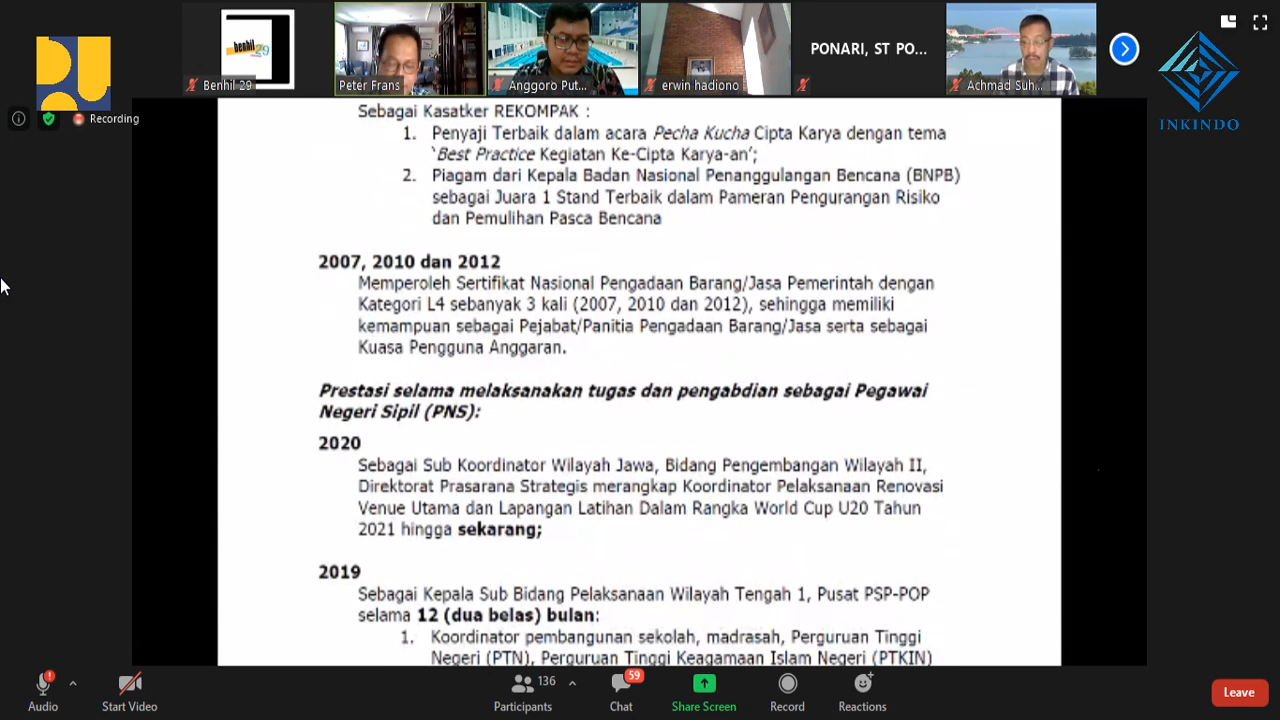 benhil
29
Benhil 29
Peter Frans
Anggoro Put...
erwin hadiono
PONARI, ST PO...
Achmad Suh...
INKINDO
Recording
Sebagai Kasatker REKOMPAK :
1. Penyaji Terbaik dalam acara Pecha Kucha Cipta Karya dengan tema
`Best Practice Kegiatan Ke-Cipta Karya-an';
2. Piagam dari Kepala Badan Nasional Penanggulangan Bencana (BNPB)
sebagai Juara 1 Stand Terbaik dalam Pameran Pengurangan Risiko
dan Pemulihan Pasca Bencana
2007, 2010 dan 2012
Memperoleh Sertifikat Nasional Pengadaan Barang/Jasa Pemerintah dengan
Kategori L4 sebanyak 3 kali (2007, 2010 dan 2012), sehingga memiliki
kemampuan sebagai Pejabat/Panitia Pengadaan Barang/Jasa serta sebagai
Kuasa Pengguna Anggaran.
Prestasi selama melaksanakan tugas dan pengabdian sebagai Pegawai
Negeri Sipil (PNS):
2020
Sebagai Sub Koordinator Wilayah Jawa, Bidang Pengembangan Wilayah II,
Direktorat Prasarana Strategis merangkap Koordinator Pelaksanaan Renovasi
Venue Utama dan Lapangan Latihan Dalam Rangka World Cup U20 Tahun
2021 hingga sekarang;
2019
Sebagai Kepala Sub Bidang Pelaksanaan Wilayah Tengah 1, Pusat PSP-POP
selama 12 (dua belas) bulan:
1. Koordinator pembangunan sekolah, madrasah, Perguruan Tinggi
Negeri (PTN), Perguruan Tinggi Keagamaan Islam Negeri (PTKIN)
Audio
Start Video
136
Participants
59
Chat
Share Screen
Record
Reactions
Leave